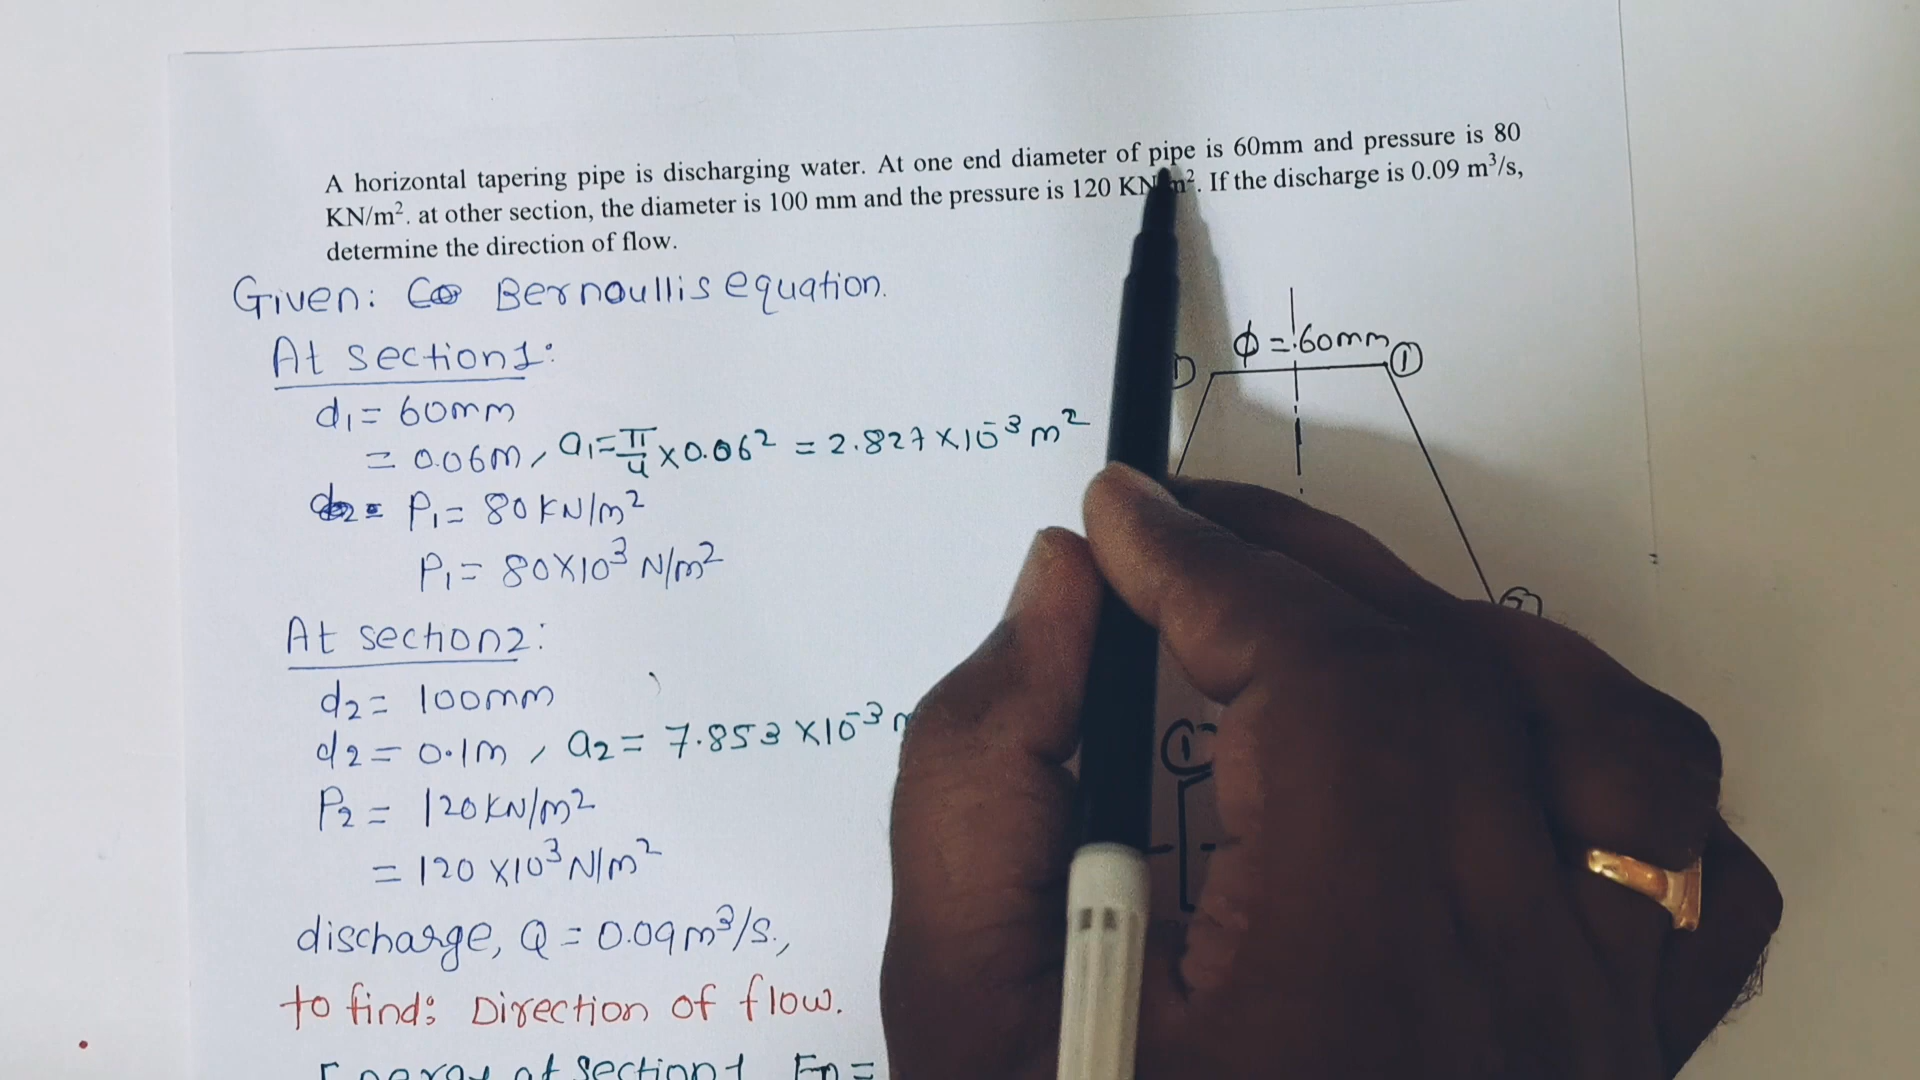 A horizontal tapering pipe is discharging water. At one end diameter of pipe is 60mm and pressure is 80
KN/m². at other section, the diameter is 100 mm and the pressure is 120 KN m². If the discharge is 0.09 m³/s,
determine the direction of flow.
Given: Bernoullis equation.
At section1:
d₁ = 60mm
= 0.06m, a₁ = π/4 x 0.06² = 2.827 x 10⁻³ m²
P₁ = 80 KN/m²
P₁ = 80X10³ N/m²
At section2:
d₂ = 100mm
d₂ = 0.1m, a₂ = 7.853 x 10⁻³
P₂ = 120 KN/m²
= 120 x10³ N/m²
discharge, Q = 0.09m³/s.,
to find: Direction of flow.
at section 1
ϕ = 60mm
①
①